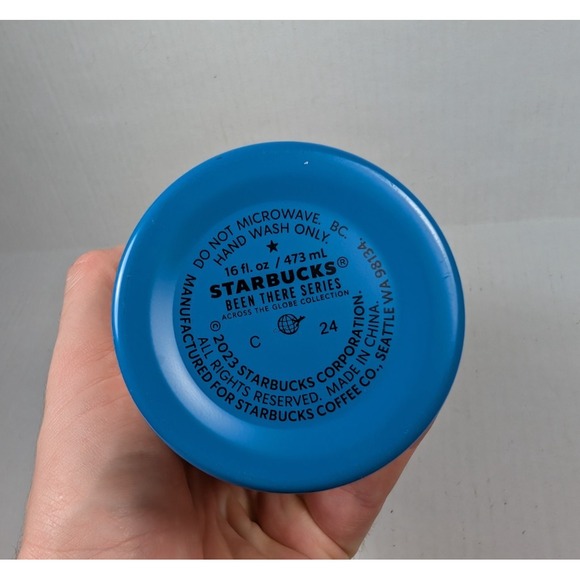 DO NOT MICROWAVE. BC.
HAND WASH ONLY.
16 fl. oz / 473 mL
STARBUCKS®
BEEN THERE SERIES
ACROSS THE GLOBE COLLECTION
C 24
© 2023 STARBUCKS CORPORATION.
ALL RIGHTS RESERVED. MADE IN CHINA.
MANUFACTURED FOR STARBUCKS COFFEE CO., SEATTLE WA 98134.